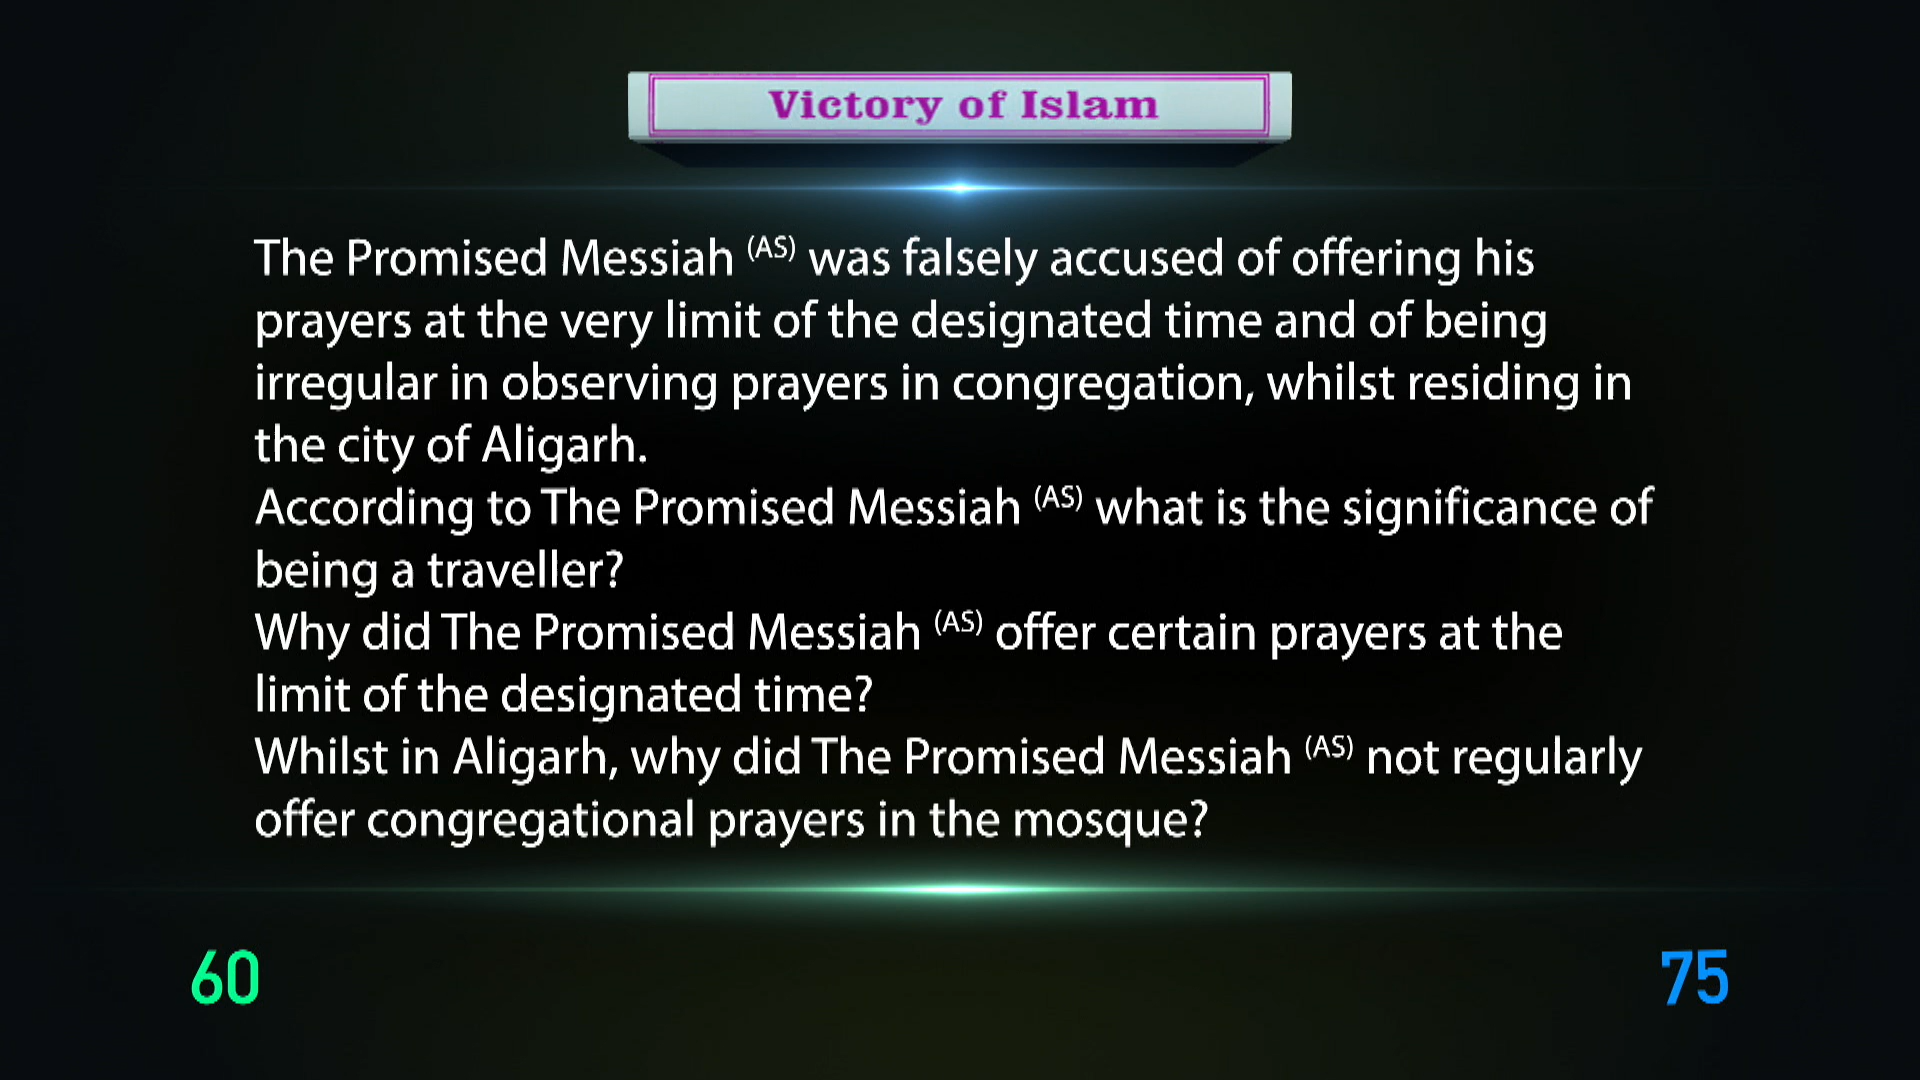 Victory of Islam
The Promised Messiah (AS) was falsely accused of offering his
prayers at the very limit of the designated time and of being
irregular in observing prayers in congregation, whilst residing in
the city of Aligarh.
According to The Promised Messiah (AS) what is the significance of
being a traveller?
Why did The Promised Messiah (AS) offer certain prayers at the
limit of the designated time?
Whilst in Aligarh, why did The Promised Messiah (AS) not regularly
offer congregational prayers in the mosque?
60
75